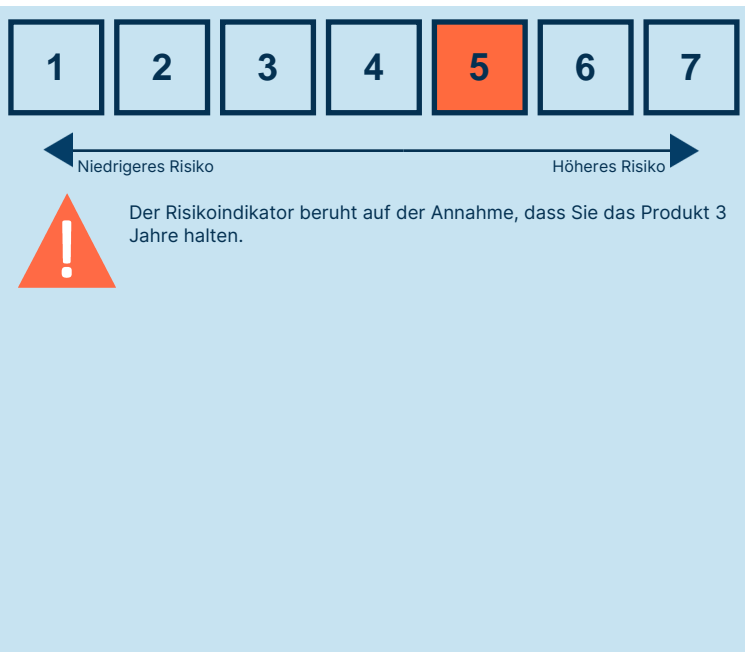 1 2 3 4 5 6 7
Niedrigeres Risiko Höheres Risiko
Der Risikoindikator beruht auf der Annahme, dass Sie das Produkt 3
Jahre halten.